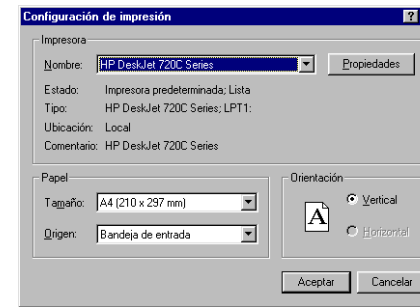 Configuración de impresión
Impresora
Nombre: HP DeskJet 720C Series Propiedades
Estado: Impresora predeterminada; Lista
Tipo: HP DeskJet 720C Series; LPT1:
Ubicación: Local
Comentario: HP DeskJet 720C Series
Papel
Tamaño: A4 (210 x 297 mm)
Origen: Bandeja de entrada
Orientación
A
Vertical
Horizontal
Aceptar Cancelar